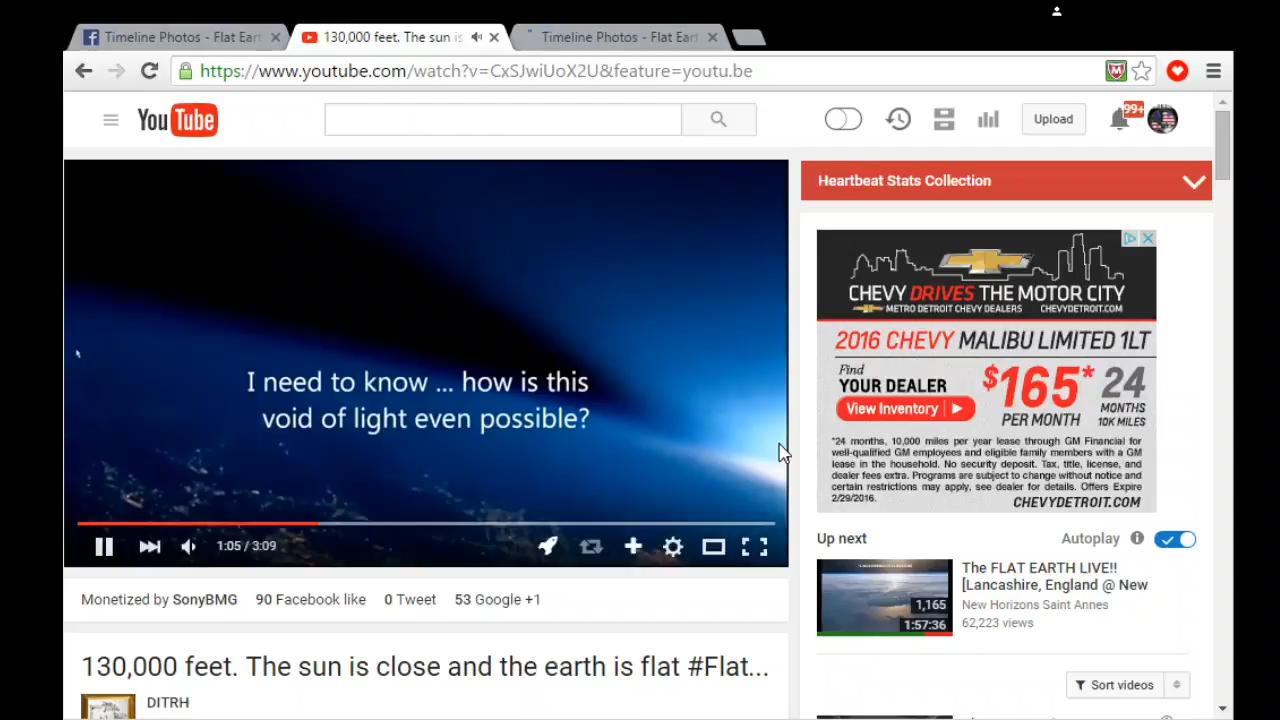 Timeline Photos - Flat Eart
130,000 feet. The sun is
Timeline Photos - Flat Eart
https://www.youtube.com/watch?v=CxSJwiUoX2U&feature=youtu.be
YouTube
Upload
99+
I need to know ... how is this
void of light even possible?
1:05 / 3:09
Monetized by SonyBMG 90 Facebook like 0 Tweet 53 Google +1
130,000 feet. The sun is close and the earth is flat #Flat...
DITRH
Heartbeat Stats Collection
CHEVY DRIVES THE MOTOR CITY
METRO DETROIT CHEVY DEALERS CHEVYDETROIT.COM
2016 CHEVY MALIBU LIMITED 1LT
Find
YOUR DEALER
View Inventory
$165*
PER MONTH
24
MONTHS
10K MILES
*24 months, 10,000 miles per year lease through GM Financial for
well-qualified GM employees and eligible family members with a GM
lease in the household. No security deposit. Tax, title, license, and
dealer fees extra. Programs are subject to change without notice and
certain restrictions may apply, see dealer for details. Offers Expire
2/29/2016.
CHEVYDETROIT.COM
Up next
Autoplay
The FLAT EARTH LIVE!!
[Lancashire, England @ New
New Horizons Saint Annes
62,223 views
1,165
1:57:36
Sort videos